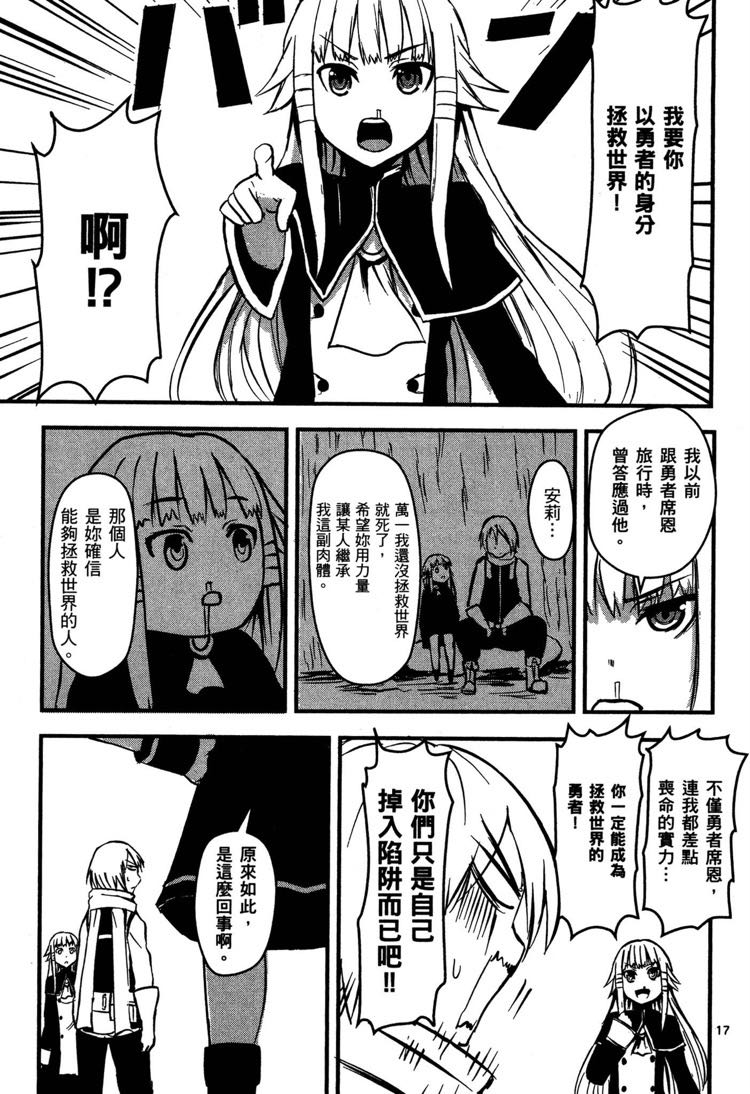 バァン
我要你
以勇者的身分
拯救世界！
啊!?
我以前
跟勇者席恩
旅行時，
曾答應過他。
安莉…
萬一我還沒拯救世界
就死了，
希望妳用力量
讓某人繼承
我這副肉體。
那個人
是妳確信
能夠拯救世界的人。
不僅勇者席恩，
連我都差點
喪命的實力…
你一定能成為
拯救世界的
勇者！
你們只是自己
掉入陷阱而已吧!!
原來如此，
是這麼回事啊。
17